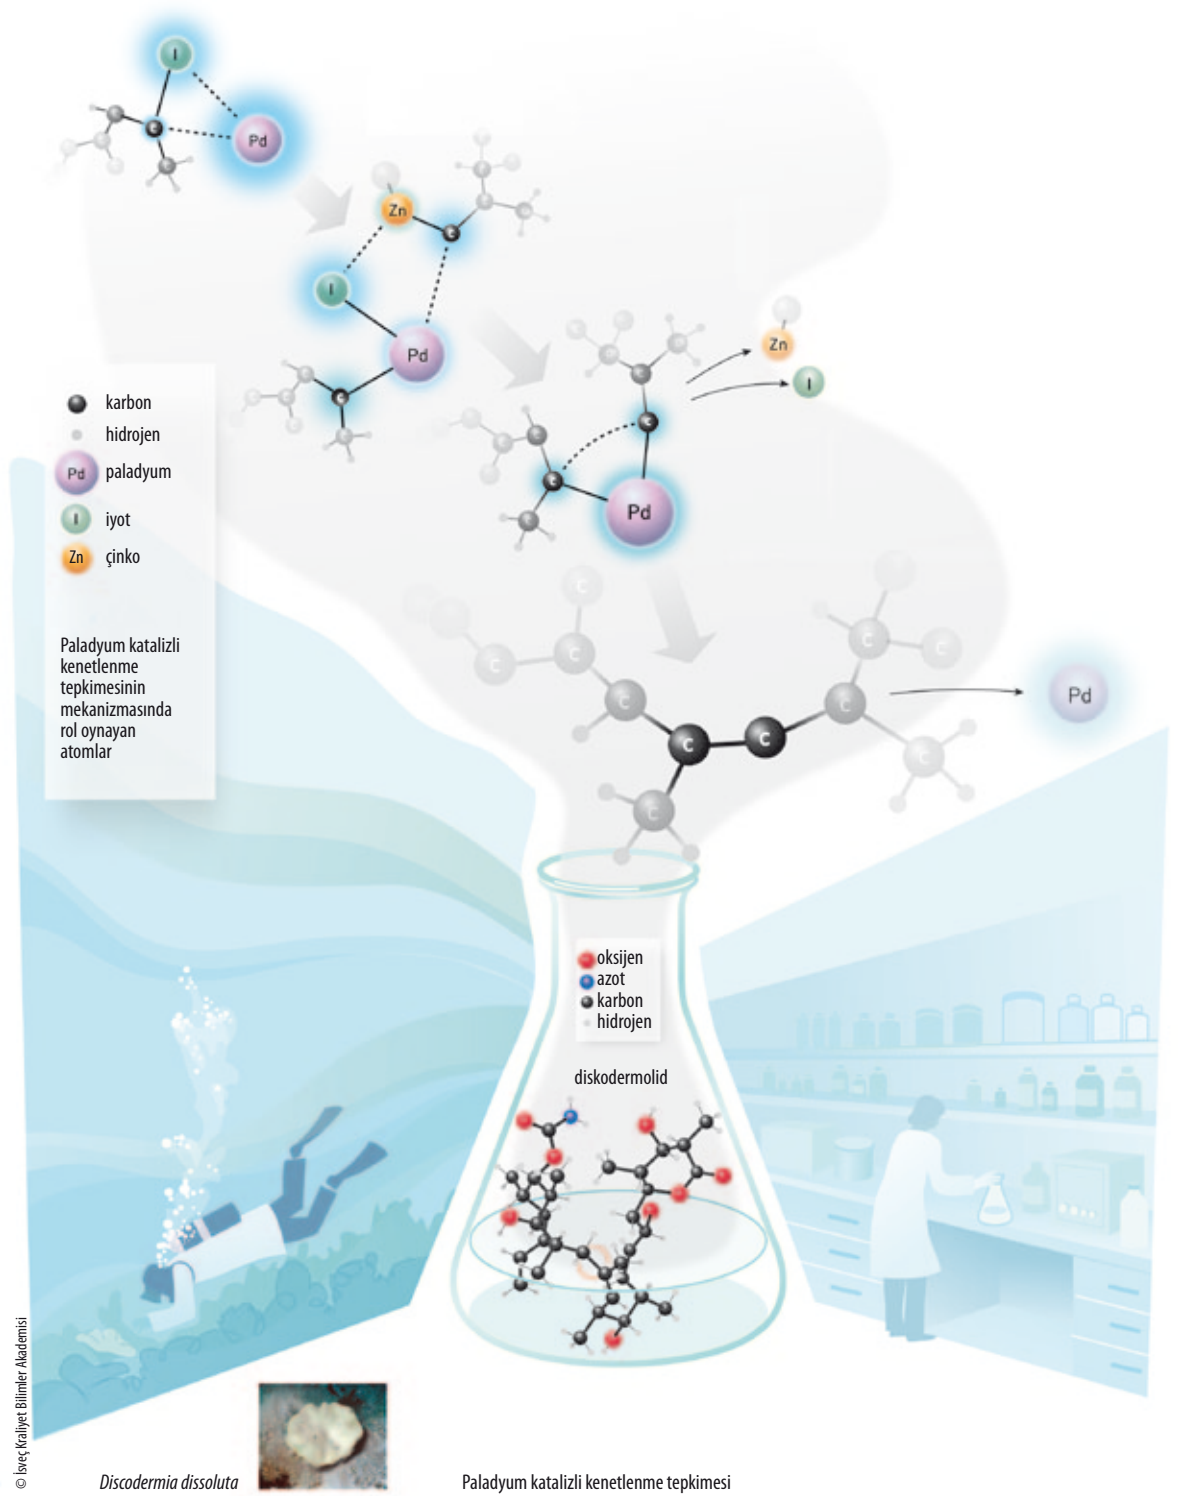 I
C
Pd
Zn
C
I
Pd
C
Zn
I
C
C
Pd
karbon
hidrojen
Pd paladyum
I iyot
Zn çinko
Paladyum katalizli
kenetlenme
tepkimesinin
mekanizmasında
rol oynayan
atomlar
C
C
C
C
C
C
C
C
C
C
C
Pd
oksijen
azot
karbon
hidrojen
diskodermolid
© İsveç Kraliyet Bilimler Akademisi
Discodermia dissoluta
Paladyum katalizli kenetlenme tepkimesi